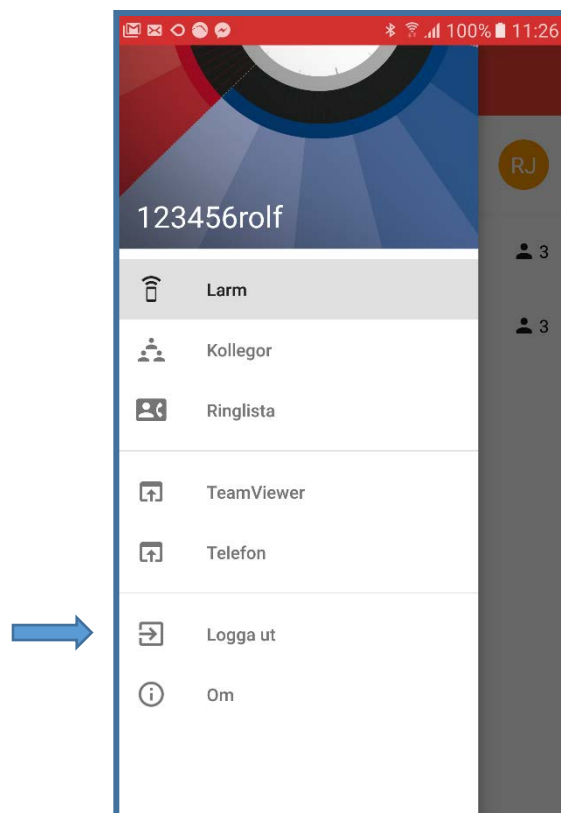 100% 11:26
RJ
123456rolf
3
Larm
3
Kollegor
Ringlista
TeamViewer
Telefon
Logga ut
Om